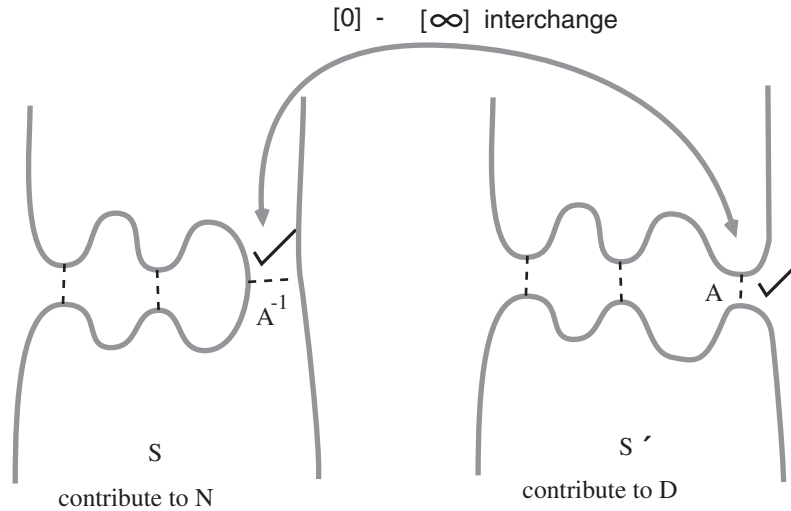 [0] - [∞] interchange
A⁻¹
A
S
S ´
contribute to N
contribute to D